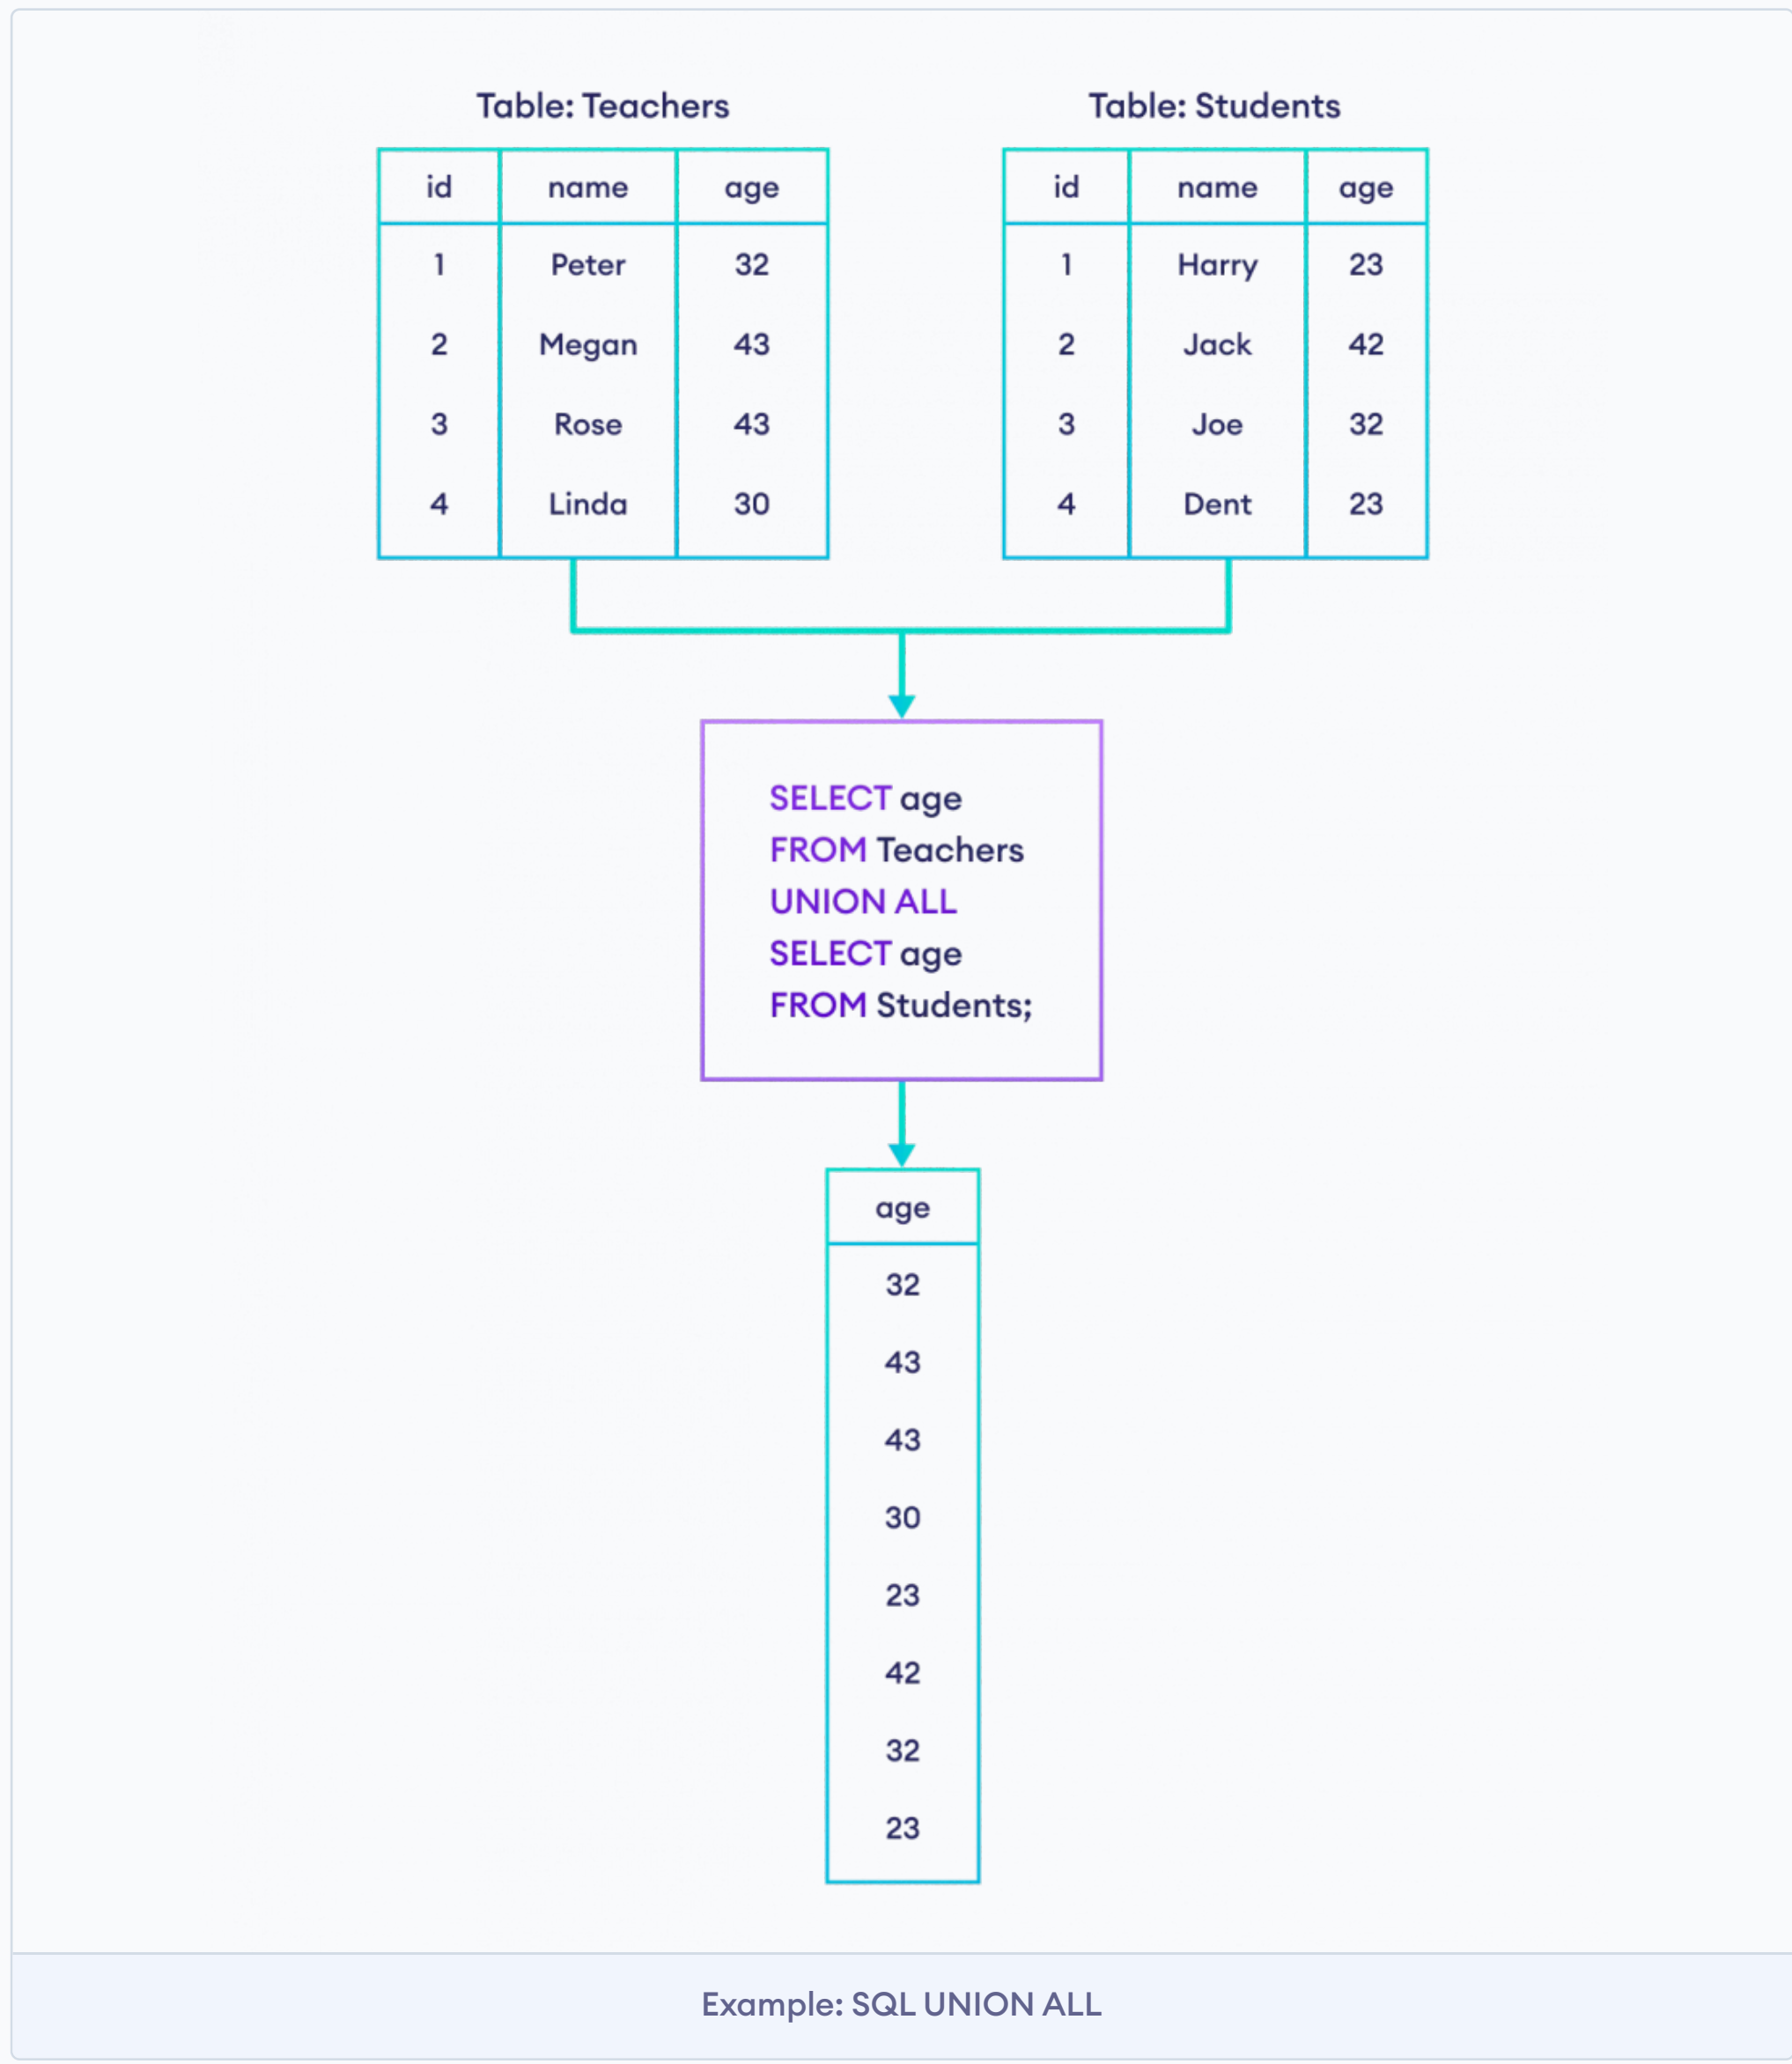 Table: Teachers
id name age
1 Peter 32
2 Megan 43
3 Rose 43
4 Linda 30
Table: Students
id name age
1 Harry 23
2 Jack 42
3 Joe 32
4 Dent 23
SELECT age
FROM Teachers
UNION ALL
SELECT age
FROM Students;
age
32
43
43
30
23
42
32
23
Example: SQL UNION ALL